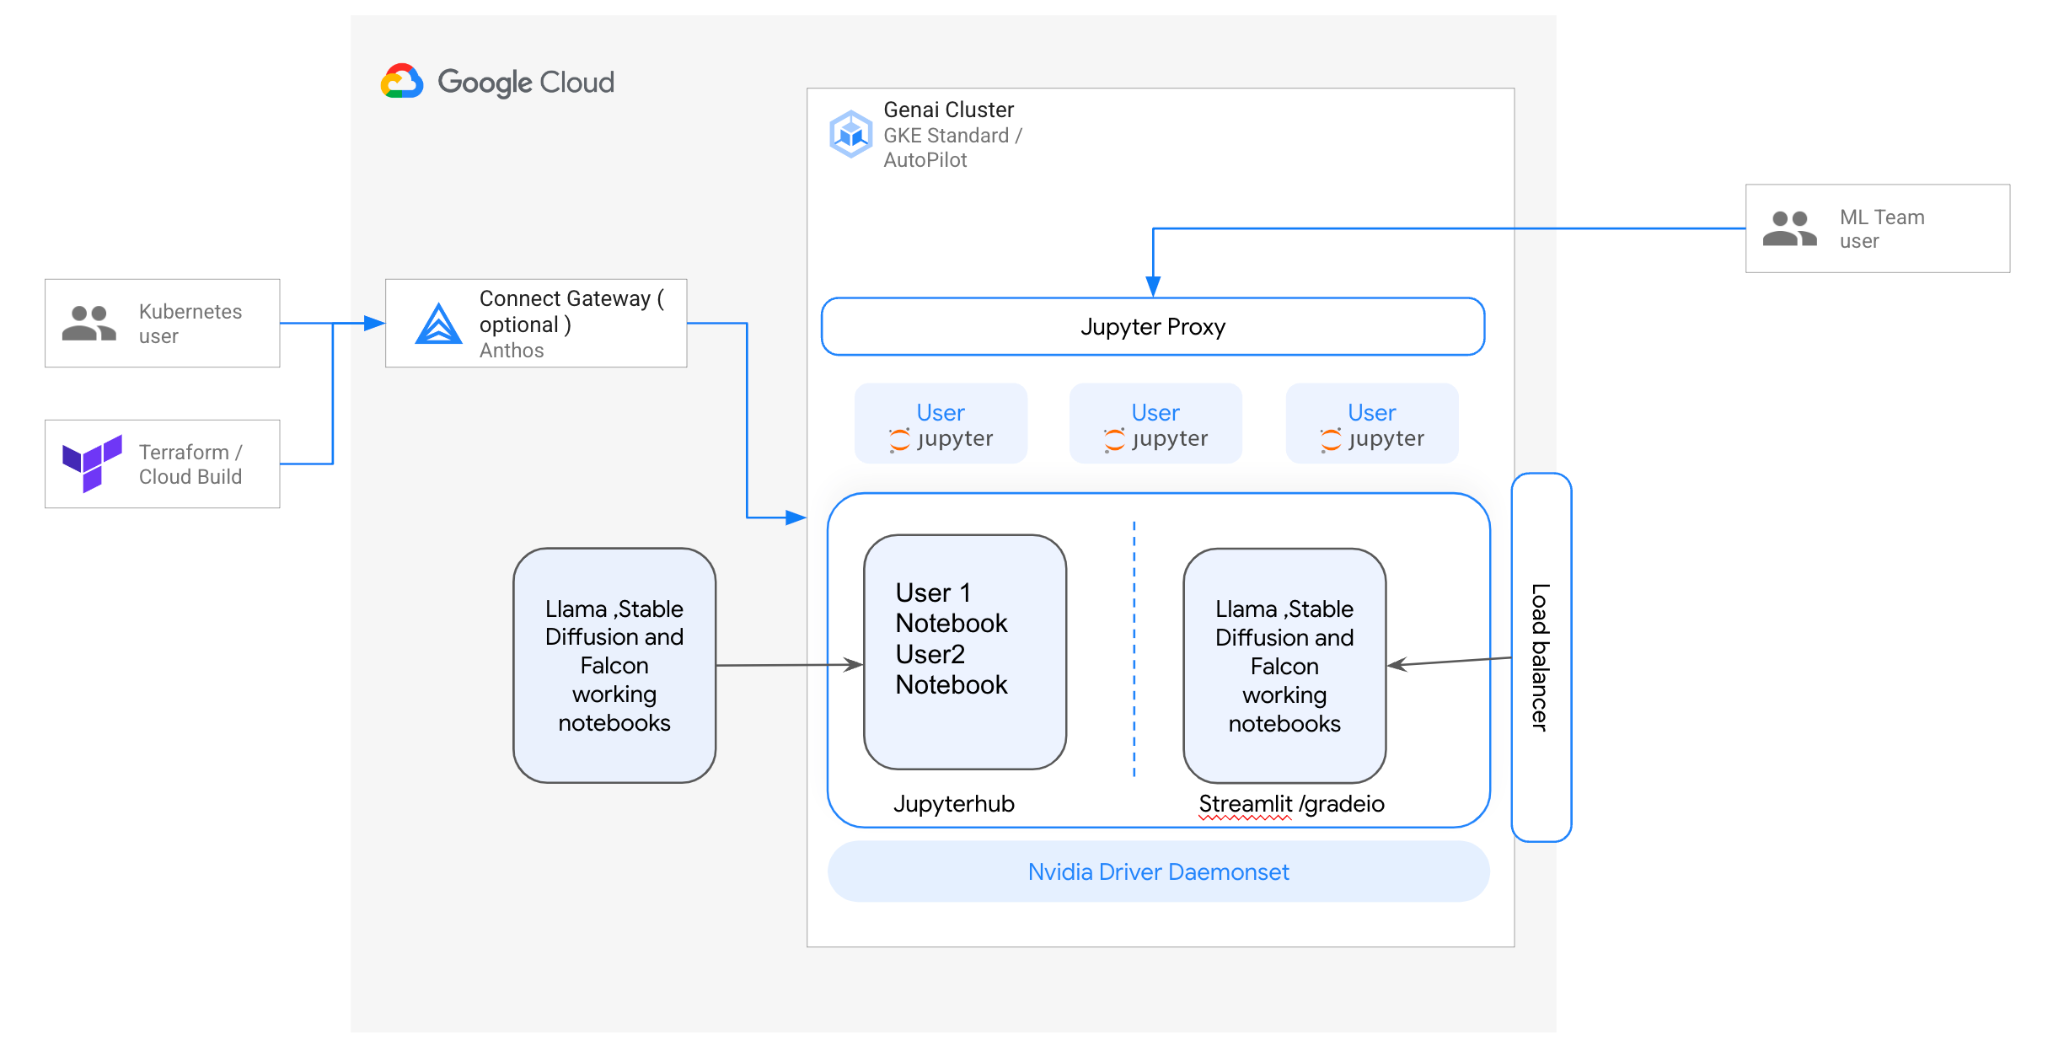 Google Cloud
Genai Cluster
GKE Standard /
AutoPilot
ML Team
user
Kubernetes
user
Connect Gateway (
optional )
Anthos
Jupyter Proxy
Terraform /
Cloud Build
User
jupyter
User
jupyter
User
jupyter
Llama ,Stable
Diffusion and
Falcon
working
notebooks
User 1
Notebook
User2
Notebook
Jupyterhub
Llama ,Stable
Diffusion and
Falcon
working
notebooks
Streamlit /gradeio
Load balancer
Nvidia Driver Daemonset